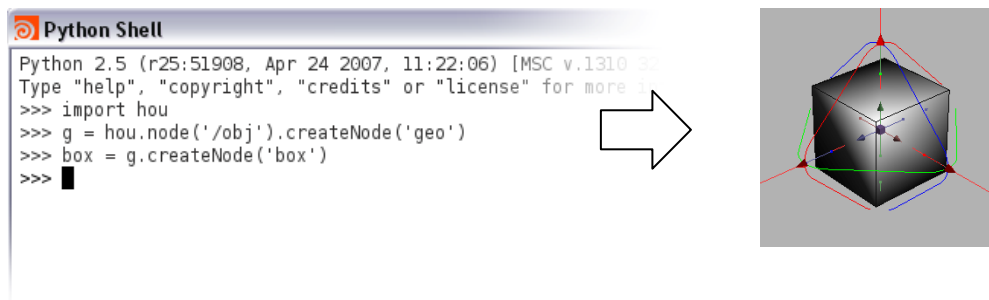 Python Shell
Python 2.5 (r25:51908, Apr 24 2007, 11:22:06) [MSC v.1310 32
Type "help", "copyright", "credits" or "license" for more
>>> import hou
>>> g = hou.node('/obj').createNode('geo')
>>> box = g.createNode('box')
>>>